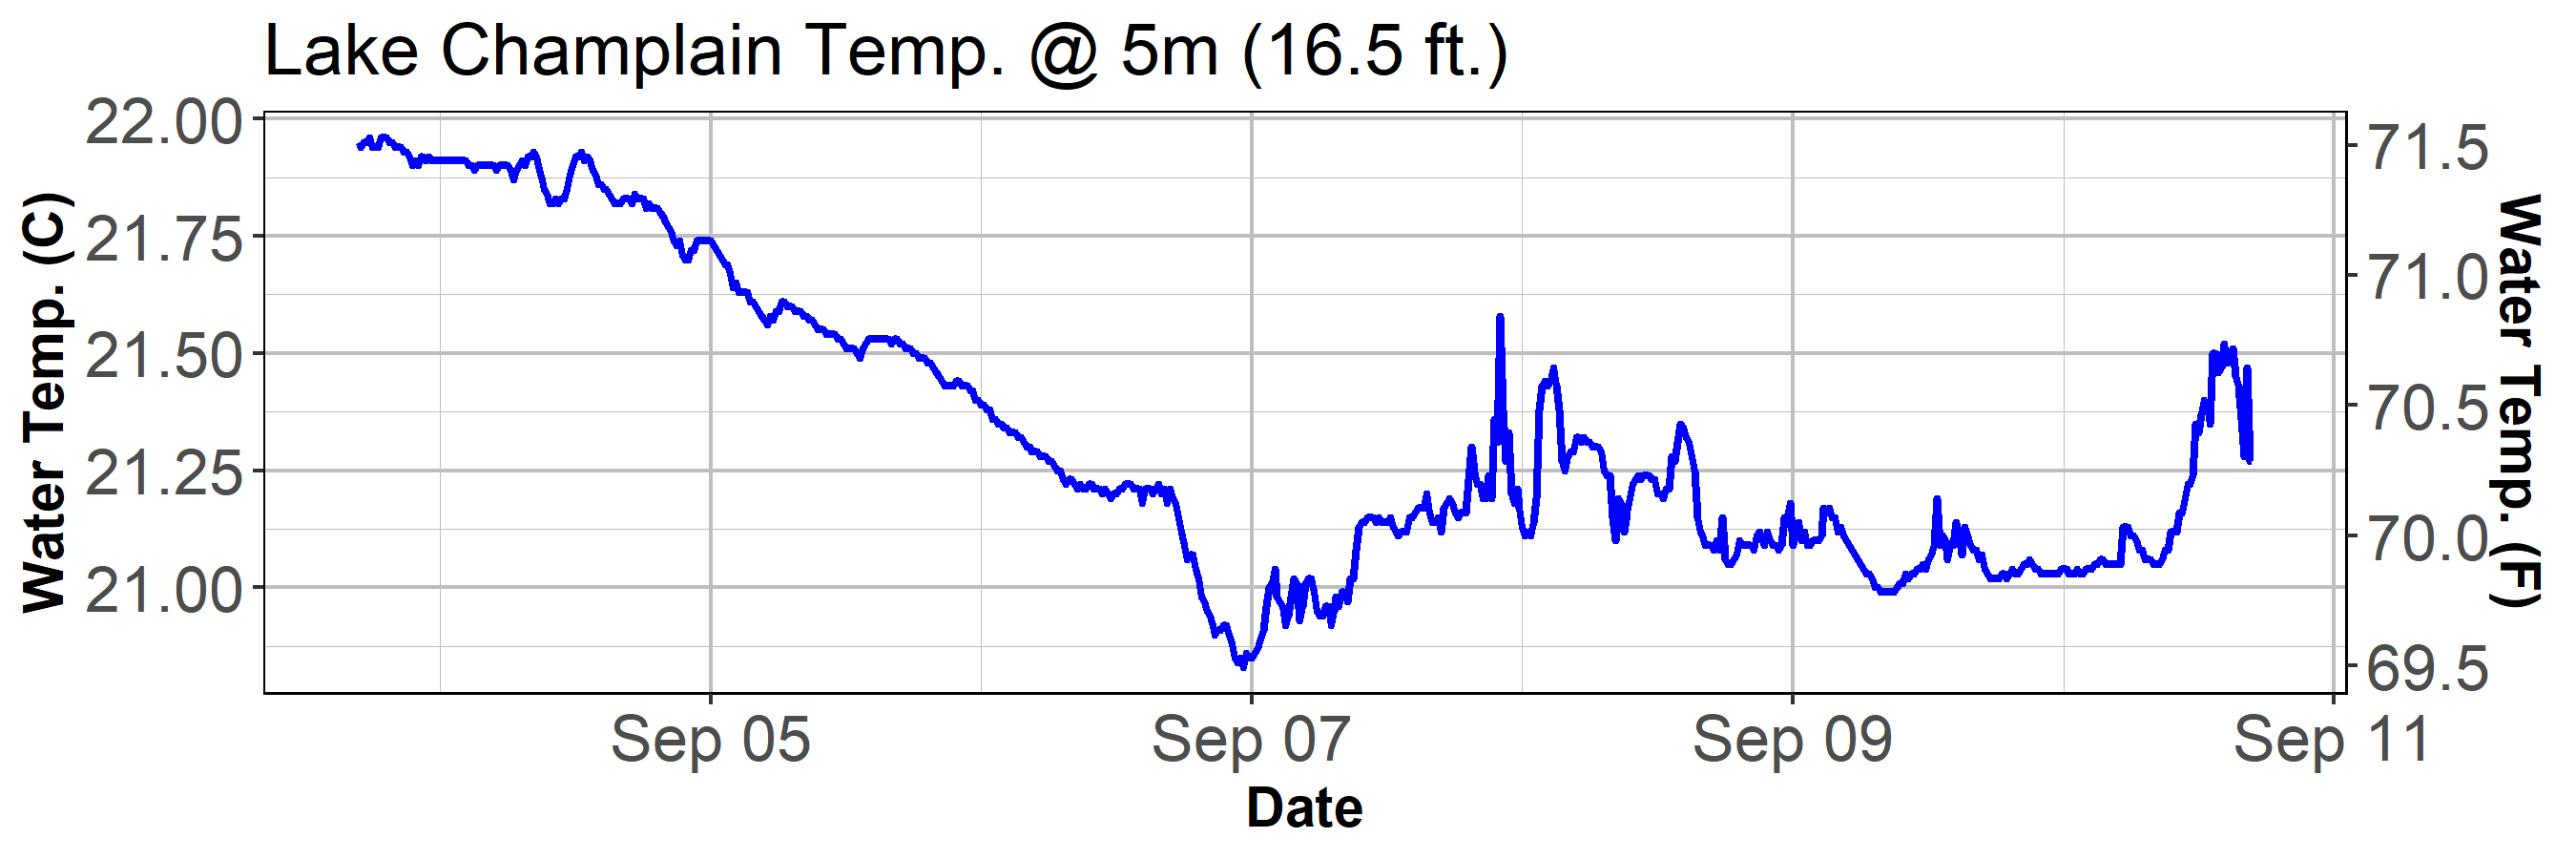 Lake Champlain Temp. @ 5m (16.5 ft.)
Water Temp. (C)
22.00
21.75
21.50
21.25
21.00
71.5
71.0
70.5
70.0
69.5
Water Temp. (F)
Sep 05 Sep 07 Sep 09 Sep 11
Date